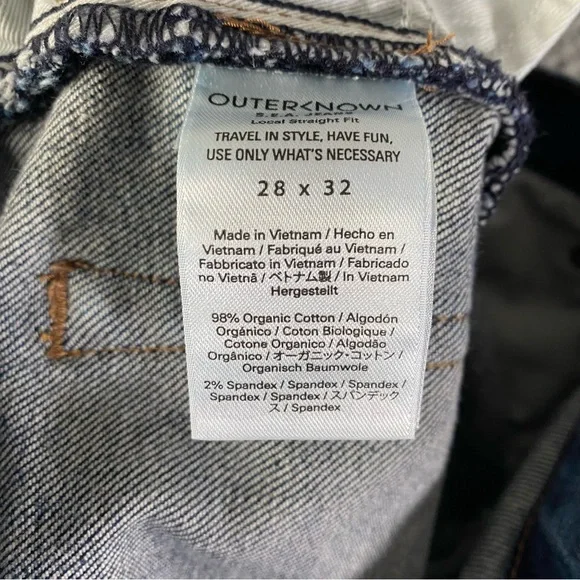 OUTERKNOWN
S.E.A. JEANS
Local Straight Fit
TRAVEL IN STYLE, HAVE FUN,
USE ONLY WHAT'S NECESSARY
28 x 32
Made in Vietnam / Hecho en
Vietnam / Fabriqué au Vietnam /
Fabbricato in Vietnam / Fabricado
no Vietnã / ベトナム製 / In Vietnam
Hergestellt
98% Organic Cotton / Algodón
Orgánico / Coton Biologique /
Cotone Organico / Algodão
Orgânico / オーガニック・コットン /
Organisch Baumwole
2% Spandex / Spandex / Spandex /
Spandex / Spandex / スパンデック
ス / Spandex